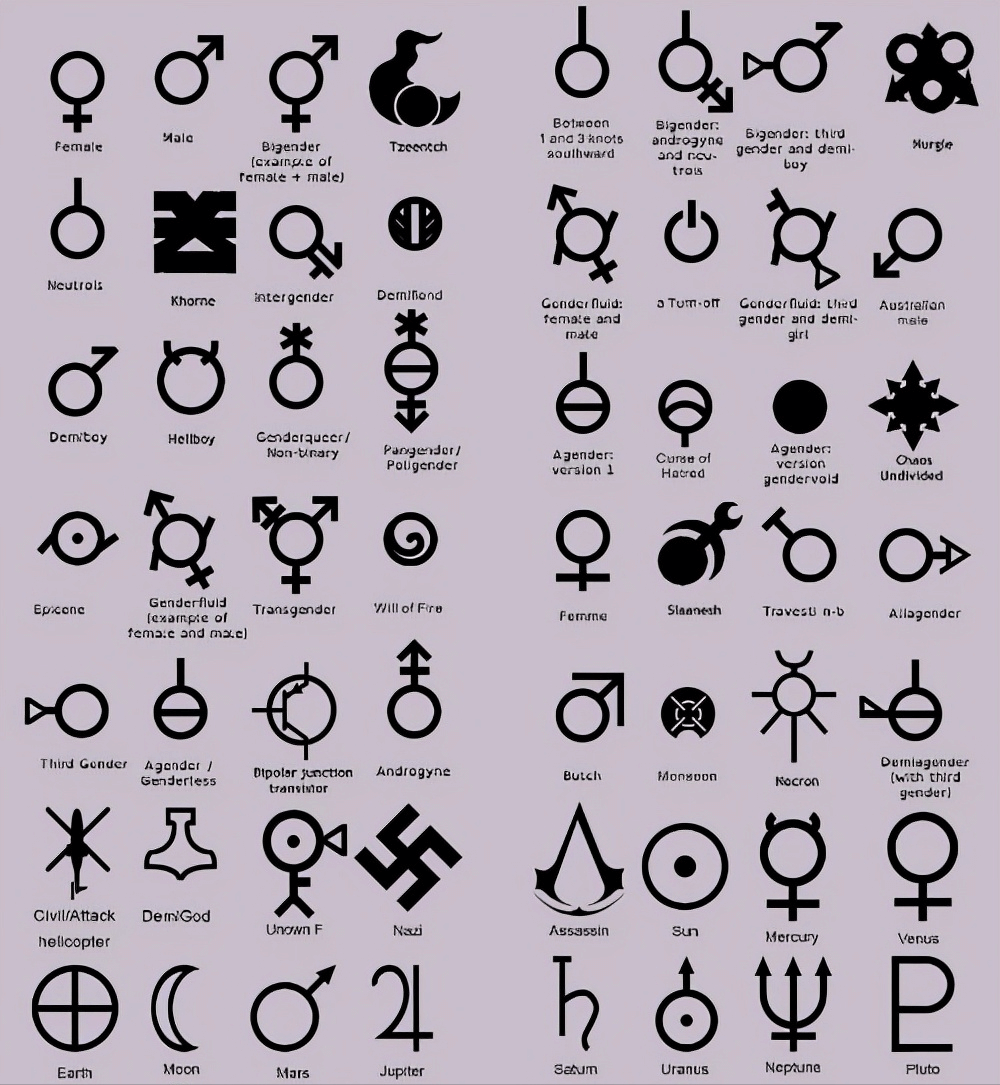 Female
Male
Bigender
(example of
female + male)
Tzeentch
Between
1 and 3 knots
southward
Bigender:
androgyne
and neu-
trois
Bigender: third
gender and demi-
boy
Nurgle
Neutrois
Khorne
Intergender
Demifiond
Genderfluid:
female and
male
a Turn-off
Genderfluid: third
gender and demi-
girl
Australian
male
Demiboy
Hellboy
Genderqueer/
Non-binary
Pangender/
Poligender
Agender:
version 1
Curse of
Hatred
Agender:
version
gendervoid
Chaos
Undivided
Epicene
Genderfluid
(example of
female and male)
Transgender
Will of Fire
Femme
Slaanesh
Travesti n-b
Aliagender
Third Gender
Agender /
Genderless
Bipolar junction
transistor
Androgyne
Butch
Monsoon
Necron
Demiagender
(with third
gender)
Civil/Attack
helicopter
DemiGod
Unown F
Nazi
Assassin
Sun
Mercury
Venus
Earth
Moon
Mars
Jupiter
Saturn
Uranus
Neptune
Pluto